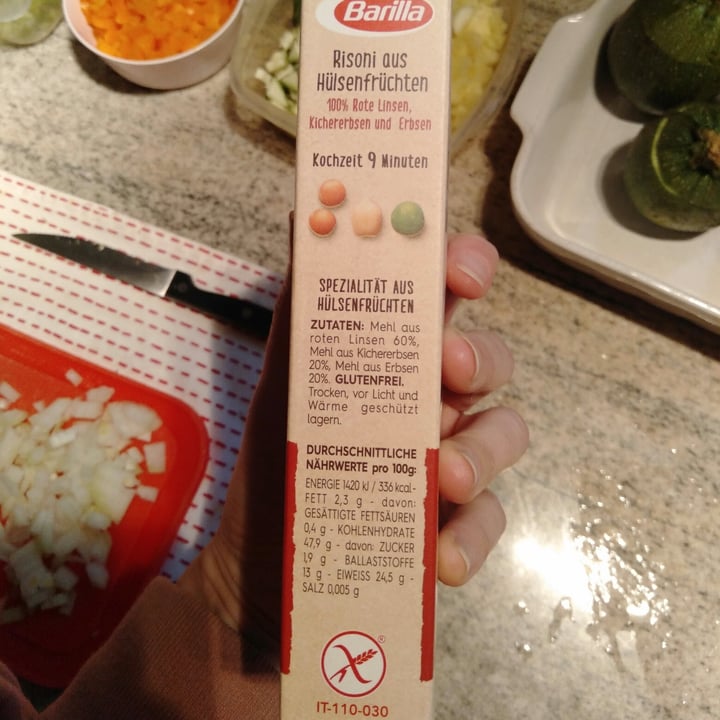 Barilla
Risoni aus
Hülsenfrüchten
100% Rote Linsen,
Kichererbsen und Erbsen
Kochzeit 9 Minuten
SPEZIALITÄT AUS
HÜLSENFRÜCHTEN
ZUTATEN: Mehl aus
roten Linsen 60%,
Mehl aus Kichererbsen
20%, Mehl aus Erbsen
20%. GLUTENFREI.
Trocken, vor Licht und
Wärme geschützt
lagern.
DURCHSCHNITTLICHE
NÄHRWERTE pro 100g:
ENERGIE 1420 kJ / 336 kcal -
FETT 2,3 g - davon:
GESÄTTIGTE FETTSÄUREN
0,4 g - KOHLENHYDRATE
47,9 g - davon: ZUCKER
1,9 g - BALLASTSTOFFE
13 g - EIWEISS 24,5 g -
SALZ 0,005 g
®
IT-110-030